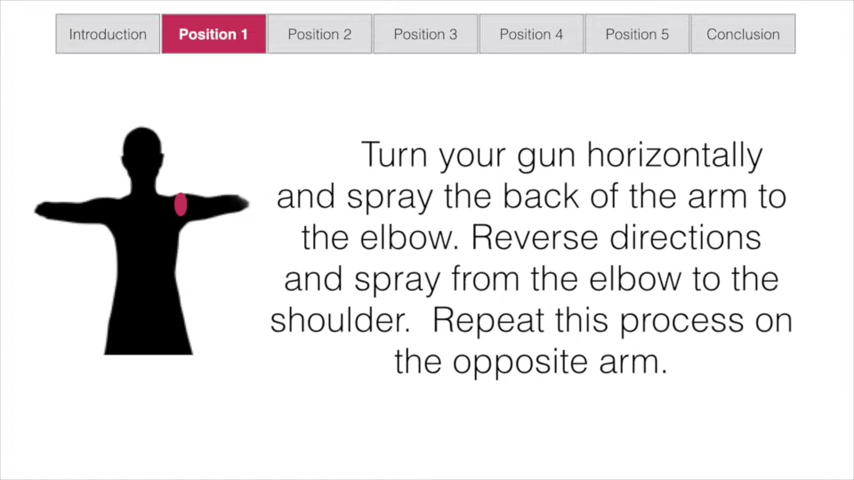 Introduction
Position 1
Position 2
Position 3
Position 4
Position 5
Conclusion
Turn your gun horizontally
and spray the back of the arm to
the elbow. Reverse directions
and spray from the elbow to the
shoulder. Repeat this process on
the opposite arm.